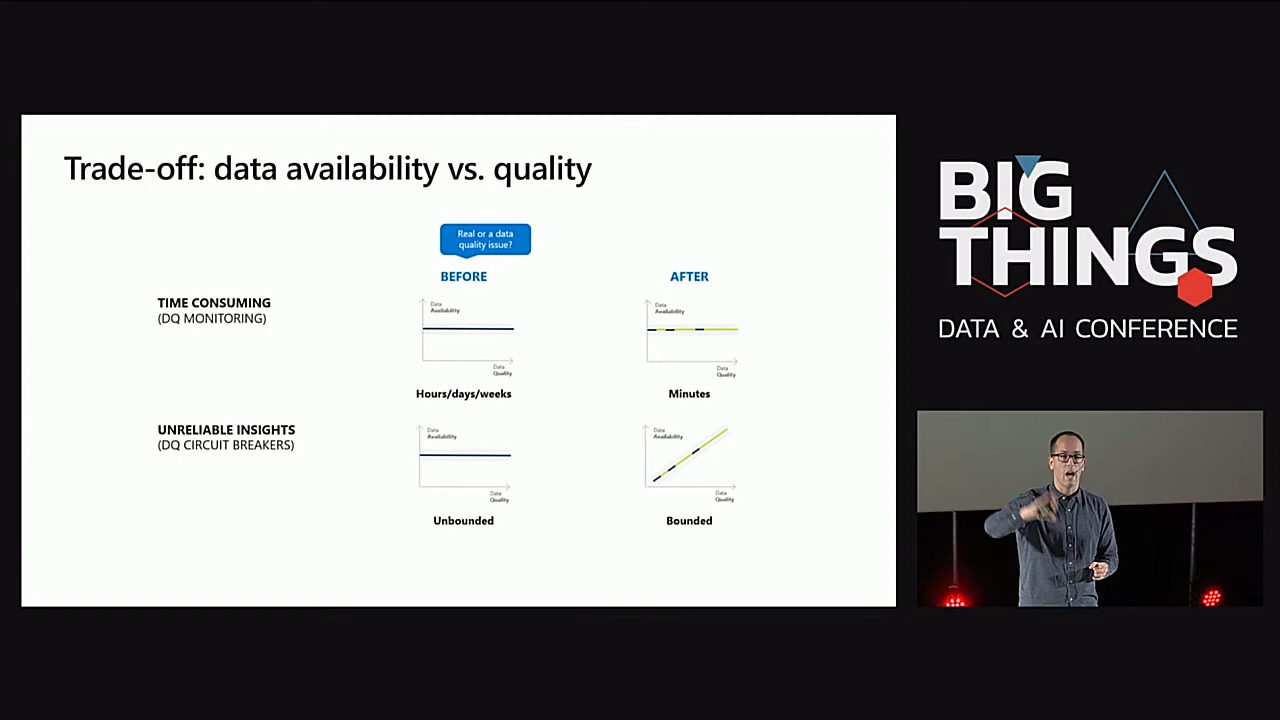 Trade-off: data availability vs. quality
Real or a data
quality issue?
BEFORE
AFTER
TIME CONSUMING
(DQ MONITORING)
Data
Availability
Data
Quality
Hours/days/weeks
Data
Availability
Data
Quality
Minutes
UNRELIABLE INSIGHTS
(DQ CIRCUIT BREAKERS)
Data
Availability
Data
Quality
Unbounded
Data
Availability
Data
Quality
Bounded
BIG
THINGS
DATA & AI CONFERENCE